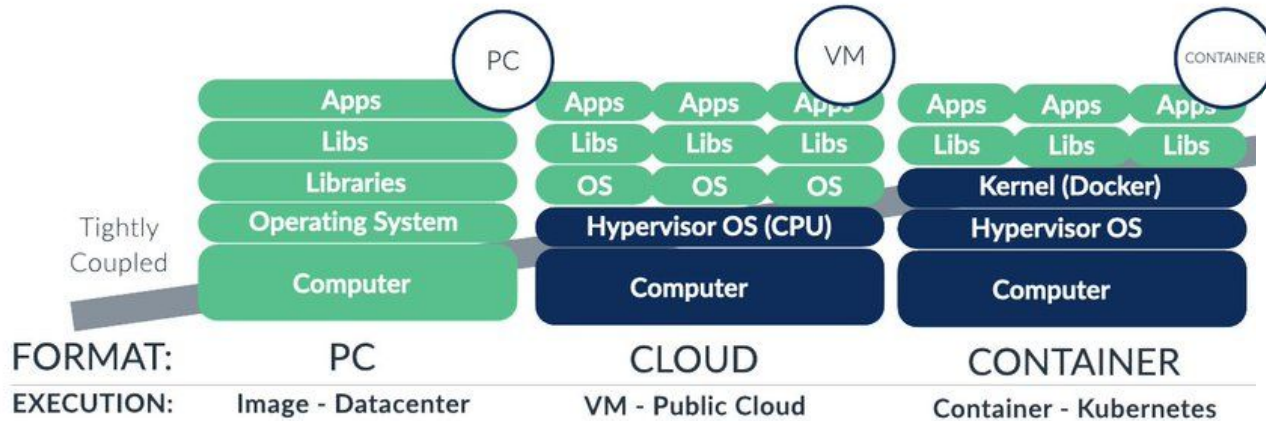 PC
VM
CONTAINER
Apps
Libs
Libraries
Operating System
Computer
Apps Apps Apps
Libs Libs Libs
OS OS OS
Hypervisor OS (CPU)
Computer
Apps Apps Apps
Libs Libs Libs
Kernel (Docker)
Hypervisor OS
Computer
Tightly
Coupled
FORMAT: PC CLOUD CONTAINER
EXECUTION: Image - Datacenter VM - Public Cloud Container - Kubernetes